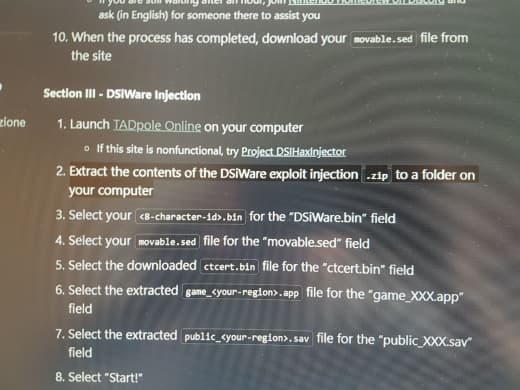 ask (in English) for someone there to assist you
10. When the process has completed, download your movable.sed file from
the site
Section III - DSiWare Injection
zione
1. Launch TADpole Online on your computer
If this site is nonfunctional, try Project DSIHaxInjector
2. Extract the contents of the DSiWare exploit injection .zip to a folder on
your computer
3. Select your <8-character-id>.bin for the "DSiWare.bin" field
4. Select your movable.sed file for the "movable.sed" field
5. Select the downloaded ctcert.bin file for the "ctcert.bin" field
6. Select the extracted game_<your-region>.app file for the "game_XXX.app"
field
7. Select the extracted public_<your-region>.sav file for the "public_XXX.sav"
field
8. Select "Start!"